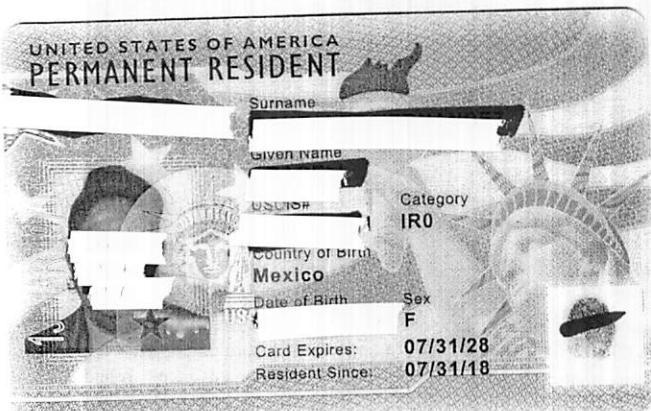 UNITED STATES OF AMERICA
PERMANENT RESIDENT
Surname
Given Name
USCIS#
Category
IR0
Country of Birth
Mexico
Date of Birth
Sex
F
Card Expires: 07/31/28
Resident Since: 07/31/18